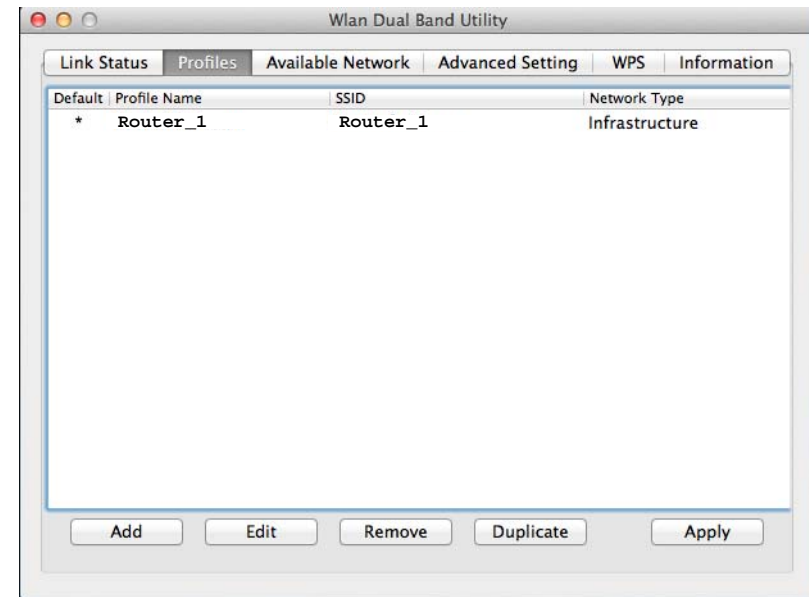 Wlan Dual Band Utility
Link Status Profiles Available Network Advanced Setting WPS Information
Default Profile Name SSID Network Type
* Router_1 Router_1 Infrastructure
Add Edit Remove Duplicate Apply